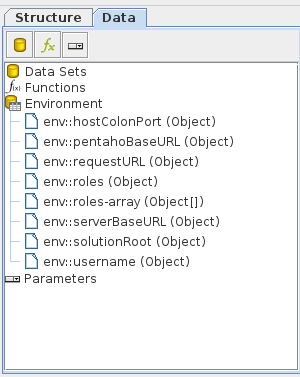 Structure Data
fx
Data Sets
f(x) Functions
Environment
env::hostColonPort (Object)
env::pentahoBaseURL (Object)
env::requestURL (Object)
env::roles (Object)
env::roles-array (Object[])
env::serverBaseURL (Object)
env::solutionRoot (Object)
env::username (Object)
Parameters